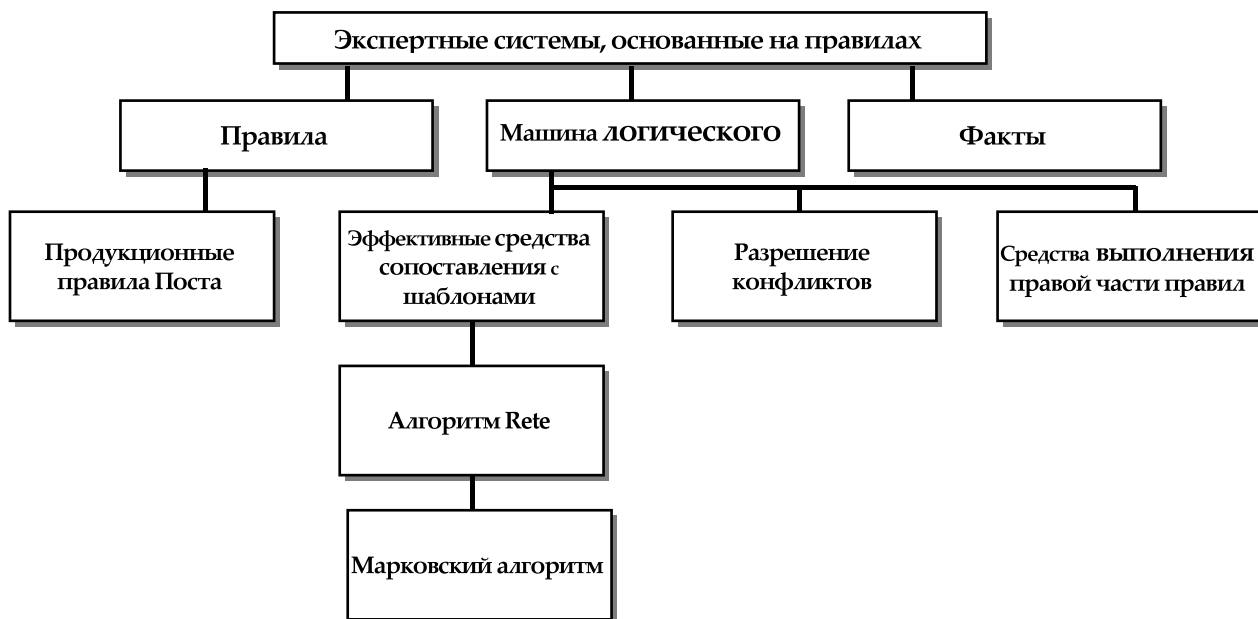 Экспертные системы, основанные на правилах
Правила
Машина логического
Факты
Продукционные
правила Поста
Эффективные средства
сопоставления с
шаблонами
Разрешение
конфликтов
Средства выполнения
правой части правил
Алгоритм Rete
Марковский алгоритм